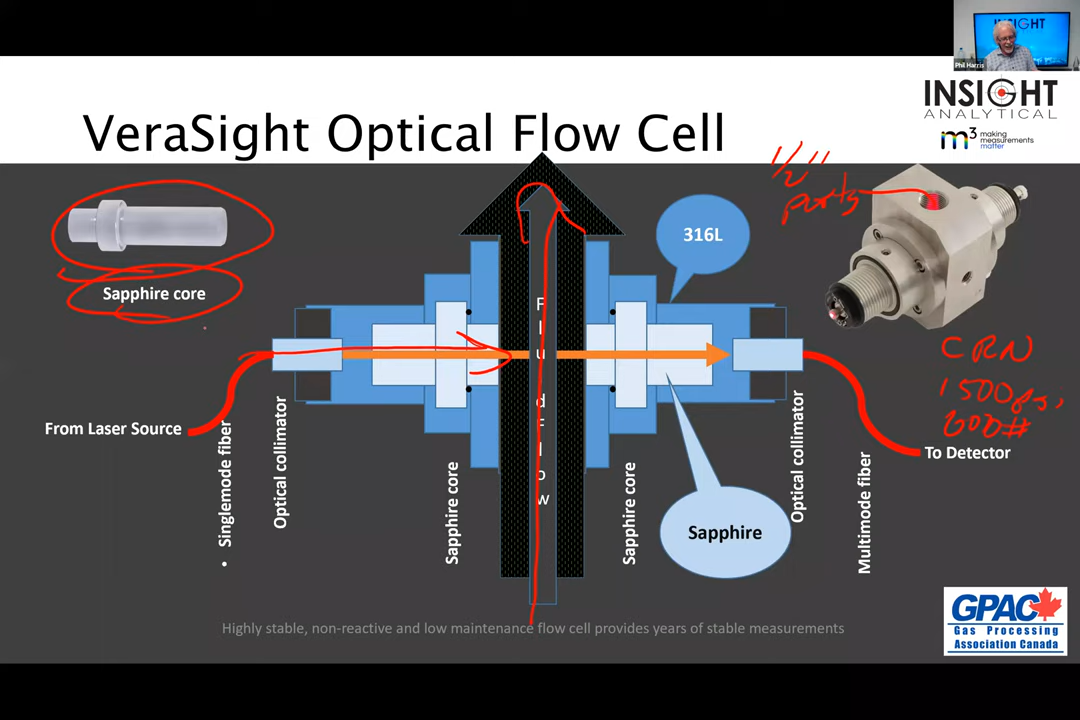 INSIGHT
Phil Harris
INSIGHT
ANALYTICAL
m3 making
measurements
matter
VeraSight Optical Flow Cell
1/2"
ports
316L
Sapphire core
Fluid Flow
CRN
1500psi
600#
From Laser Source
To Detector
• Singlemode fiber
Optical collimator
Sapphire core
Sapphire core
Sapphire
Optical collimator
Multimode fiber
GPAC
Gas Processing
Association Canada
Highly stable, non-reactive and low maintenance flow cell provides years of stable measurements